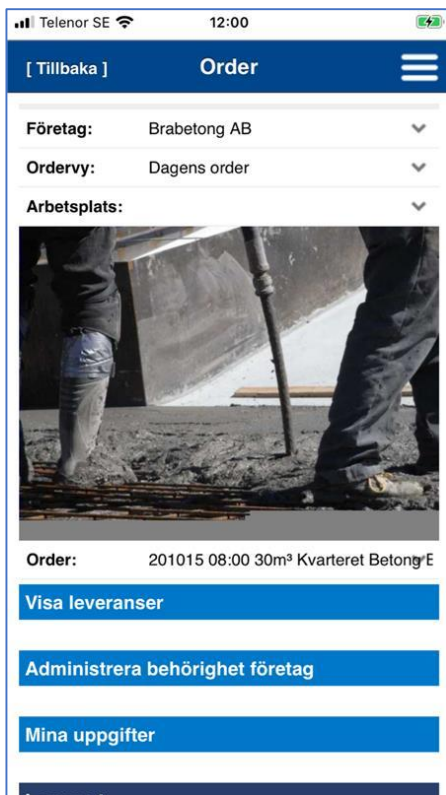 Telenor SE 12:00
[ Tillbaka ] Order
Företag: Brabetong AB
Ordervy: Dagens order
Arbetsplats:
Order: 201015 08:00 30m³ Kvarteret Betong
Visa leveranser
Administrera behörighet företag
Mina uppgifter